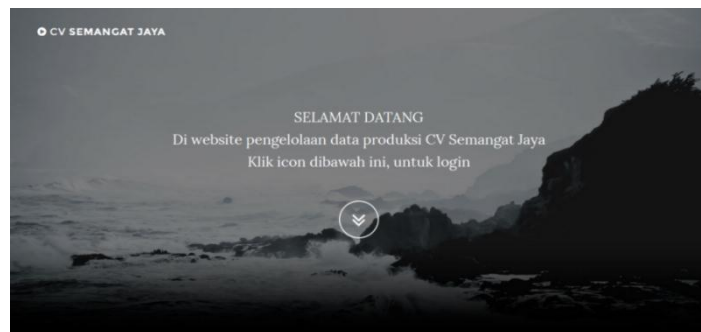 CV SEMANGAT JAYA
SELAMAT DATANG
Di website pengelolaan data produksi CV Semangat Jaya
Klik icon dibawah ini, untuk login